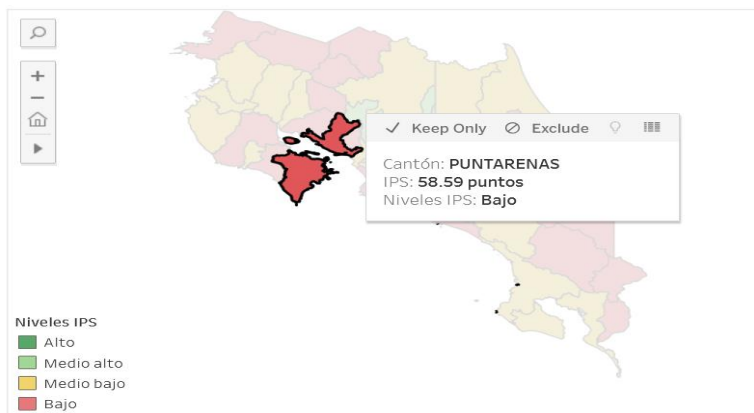 Keep Only Exclude
Cantón: PUNTARENAS
IPS: 58.59 puntos
Niveles IPS: Bajo
Niveles IPS
Alto
Medio alto
Medio bajo
Bajo